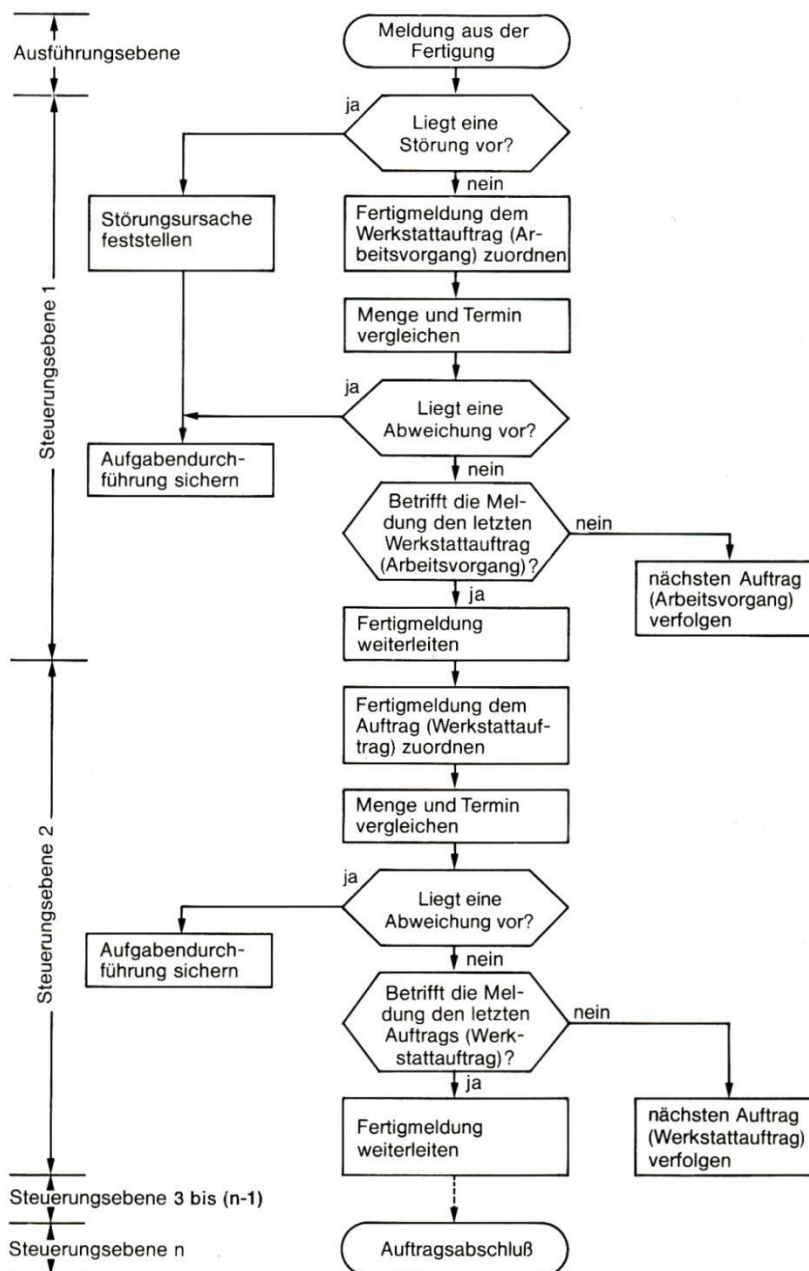 Ausführungsebene
Meldung aus der
Fertigung
ja
Liegt eine
Störung vor?
nein
Störungsursache
feststellen
Fertigmeldung dem
Werkstattauftrag (Ar-
beitsvorgang) zuordnen
Menge und Termin
vergleichen
Steuerungsebene 1
ja
Liegt eine
Abweichung vor?
nein
Aufgabendurch-
führung sichern
Betrifft die Mel-
dung den letzten
Werkstattauftrag
(Arbeitsvorgang)?
nein
ja
nächsten Auftrag
(Arbeitsvorgang)
verfolgen
Fertigmeldung
weiterleiten
Fertigmeldung dem
Auftrag (Werkstattauf-
trag) zuordnen
Menge und Termin
vergleichen
Steuerungsebene 2
ja
Liegt eine
Abweichung vor?
nein
Aufgabendurch-
führung sichern
Betrifft die Mel-
dung den letzten
Auftrags (Werk-
stattauftrag)?
nein
ja
Fertigmeldung
weiterleiten
nächsten Auftrag
(Werkstattauftrag)
verfolgen
Steuerungsebene 3 bis (n-1)
Steuerungsebene n
Auftragsabschluß